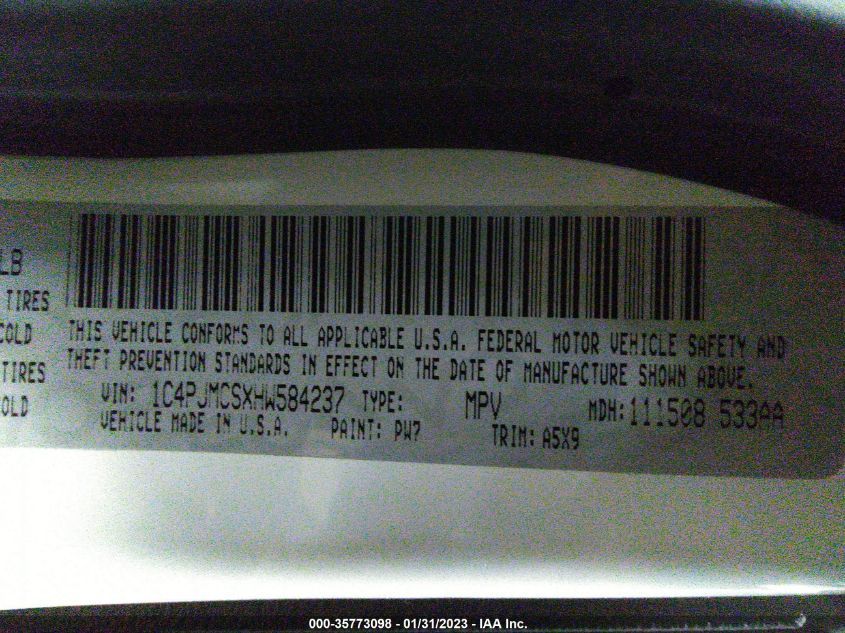 LB
TIRES
COLD
TIRES
OLD
THIS VEHICLE CONFORMS TO ALL APPLICABLE U.S.A. FEDERAL MOTOR VEHICLE SAFETY AND
THEFT PREVENTION STANDARDS IN EFFECT ON THE DATE OF MANUFACTURE SHOWN ABOVE.
VIN: 1C4PJMCSXHW584237 TYPE: MPV MDH: 111508 533AA
VEHICLE MADE IN U.S.A. PAINT: PW7 TRIM: A5X9
000-35773098 - 01/31/2023 - IAA Inc.